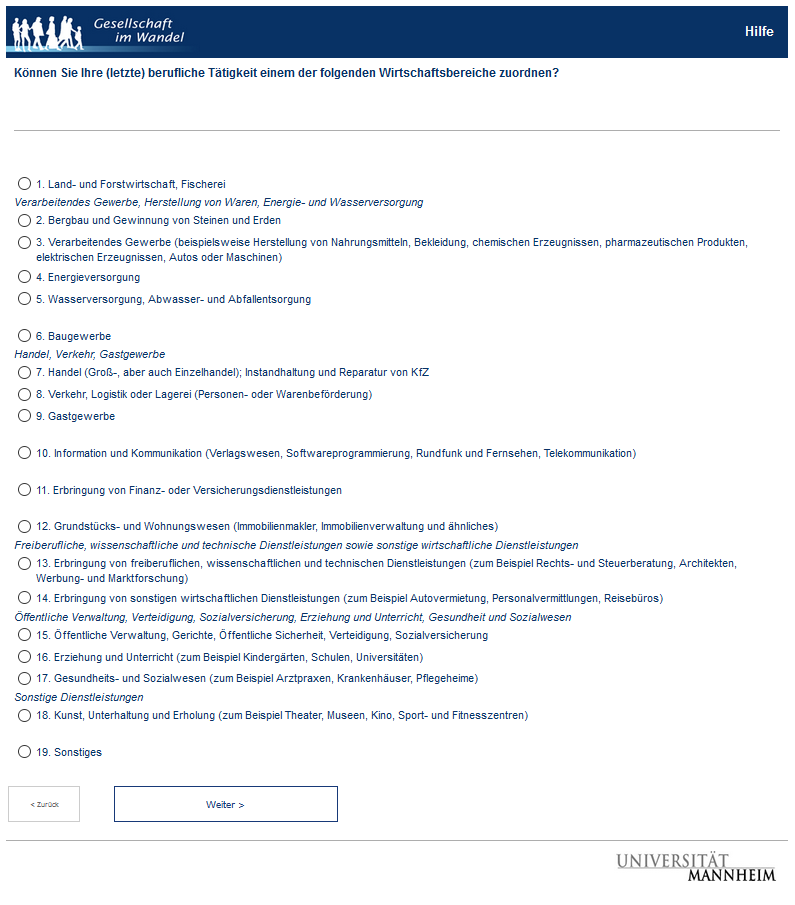 Gesellschaft
im Wandel
Hilfe
Können Sie Ihre (letzte) berufliche Tätigkeit einem der folgenden Wirtschaftsbereiche zuordnen?
1. Land- und Forstwirtschaft, Fischerei
Verarbeitendes Gewerbe, Herstellung von Waren, Energie- und Wasserversorgung
2. Bergbau und Gewinnung von Steinen und Erden
3. Verarbeitendes Gewerbe (beispielsweise Herstellung von Nahrungsmitteln, Bekleidung, chemischen Erzeugnissen, pharmazeutischen Produkten,
elektrischen Erzeugnissen, Autos oder Maschinen)
4. Energieversorgung
5. Wasserversorgung, Abwasser- und Abfallentsorgung
6. Baugewerbe
Handel, Verkehr, Gastgewerbe
7. Handel (Groß-, aber auch Einzelhandel); Instandhaltung und Reparatur von KfZ
8. Verkehr, Logistik oder Lagerei (Personen- oder Warenbeförderung)
9. Gastgewerbe
10. Information und Kommunikation (Verlagswesen, Softwareprogrammierung, Rundfunk und Fernsehen, Telekommunikation)
11. Erbringung von Finanz- oder Versicherungsdienstleistungen
12. Grundstücks- und Wohnungswesen (Immobilienmakler, Immobilienverwaltung und ähnliches)
Freiberufliche, wissenschaftliche und technische Dienstleistungen sowie sonstige wirtschaftliche Dienstleistungen
13. Erbringung von freiberuflichen, wissenschaftlichen und technischen Dienstleistungen (zum Beispiel Rechts- und Steuerberatung, Architekten,
Werbung- und Marktforschung)
14. Erbringung von sonstigen wirtschaftlichen Dienstleistungen (zum Beispiel Autovermietung, Personalvermittlungen, Reisebüros)
Öffentliche Verwaltung, Verteidigung, Sozialversicherung, Erziehung und Unterricht, Gesundheit und Sozialwesen
15. Öffentliche Verwaltung, Gerichte, Öffentliche Sicherheit, Verteidigung, Sozialversicherung
16. Erziehung und Unterricht (zum Beispiel Kindergärten, Schulen, Universitäten)
17. Gesundheits- und Sozialwesen (zum Beispiel Arztpraxen, Krankenhäuser, Pflegeheime)
Sonstige Dienstleistungen
18. Kunst, Unterhaltung und Erholung (zum Beispiel Theater, Museen, Kino, Sport- und Fitnesszentren)
19. Sonstiges
< Zurück
Weiter >
UNIVERSITÄT
MANNHEIM